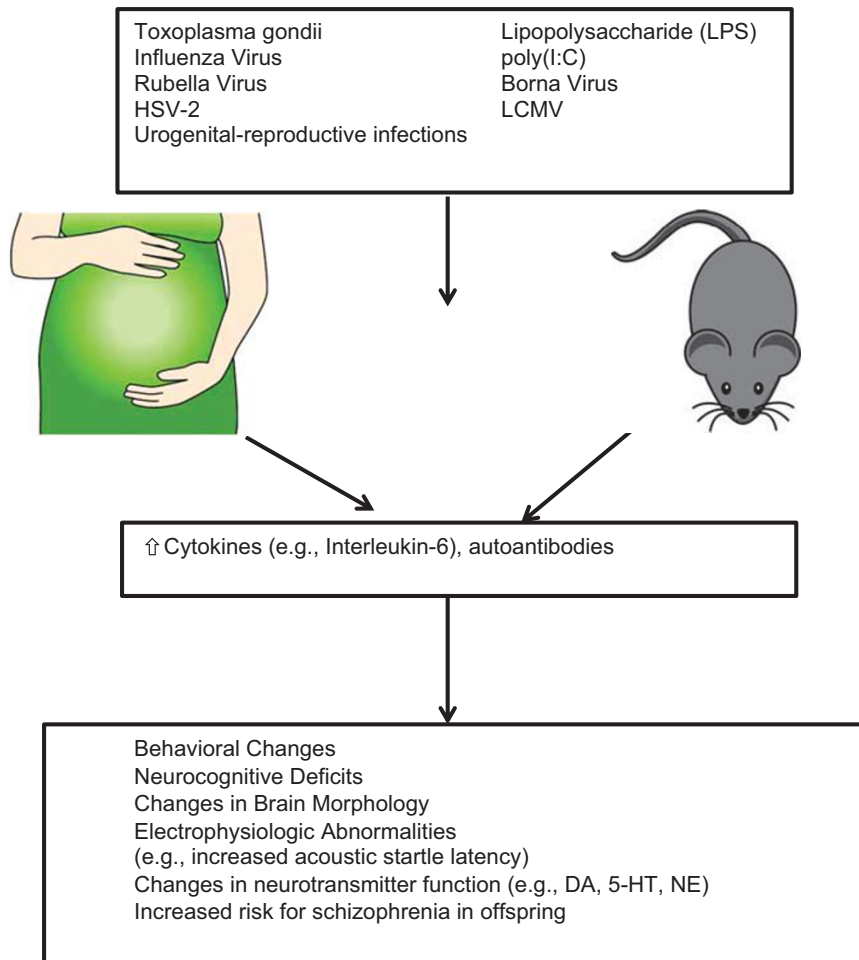 Toxoplasma gondii
Influenza Virus
Rubella Virus
HSV-2
Urogenital-reproductive infections
Lipopolysaccharide (LPS)
poly(I:C)
Borna Virus
LCMV
⇧ Cytokines (e.g., Interleukin-6), autoantibodies
Behavioral Changes
Neurocognitive Deficits
Changes in Brain Morphology
Electrophysiologic Abnormalities
(e.g., increased acoustic startle latency)
Changes in neurotransmitter function (e.g., DA, 5-HT, NE)
Increased risk for schizophrenia in offspring